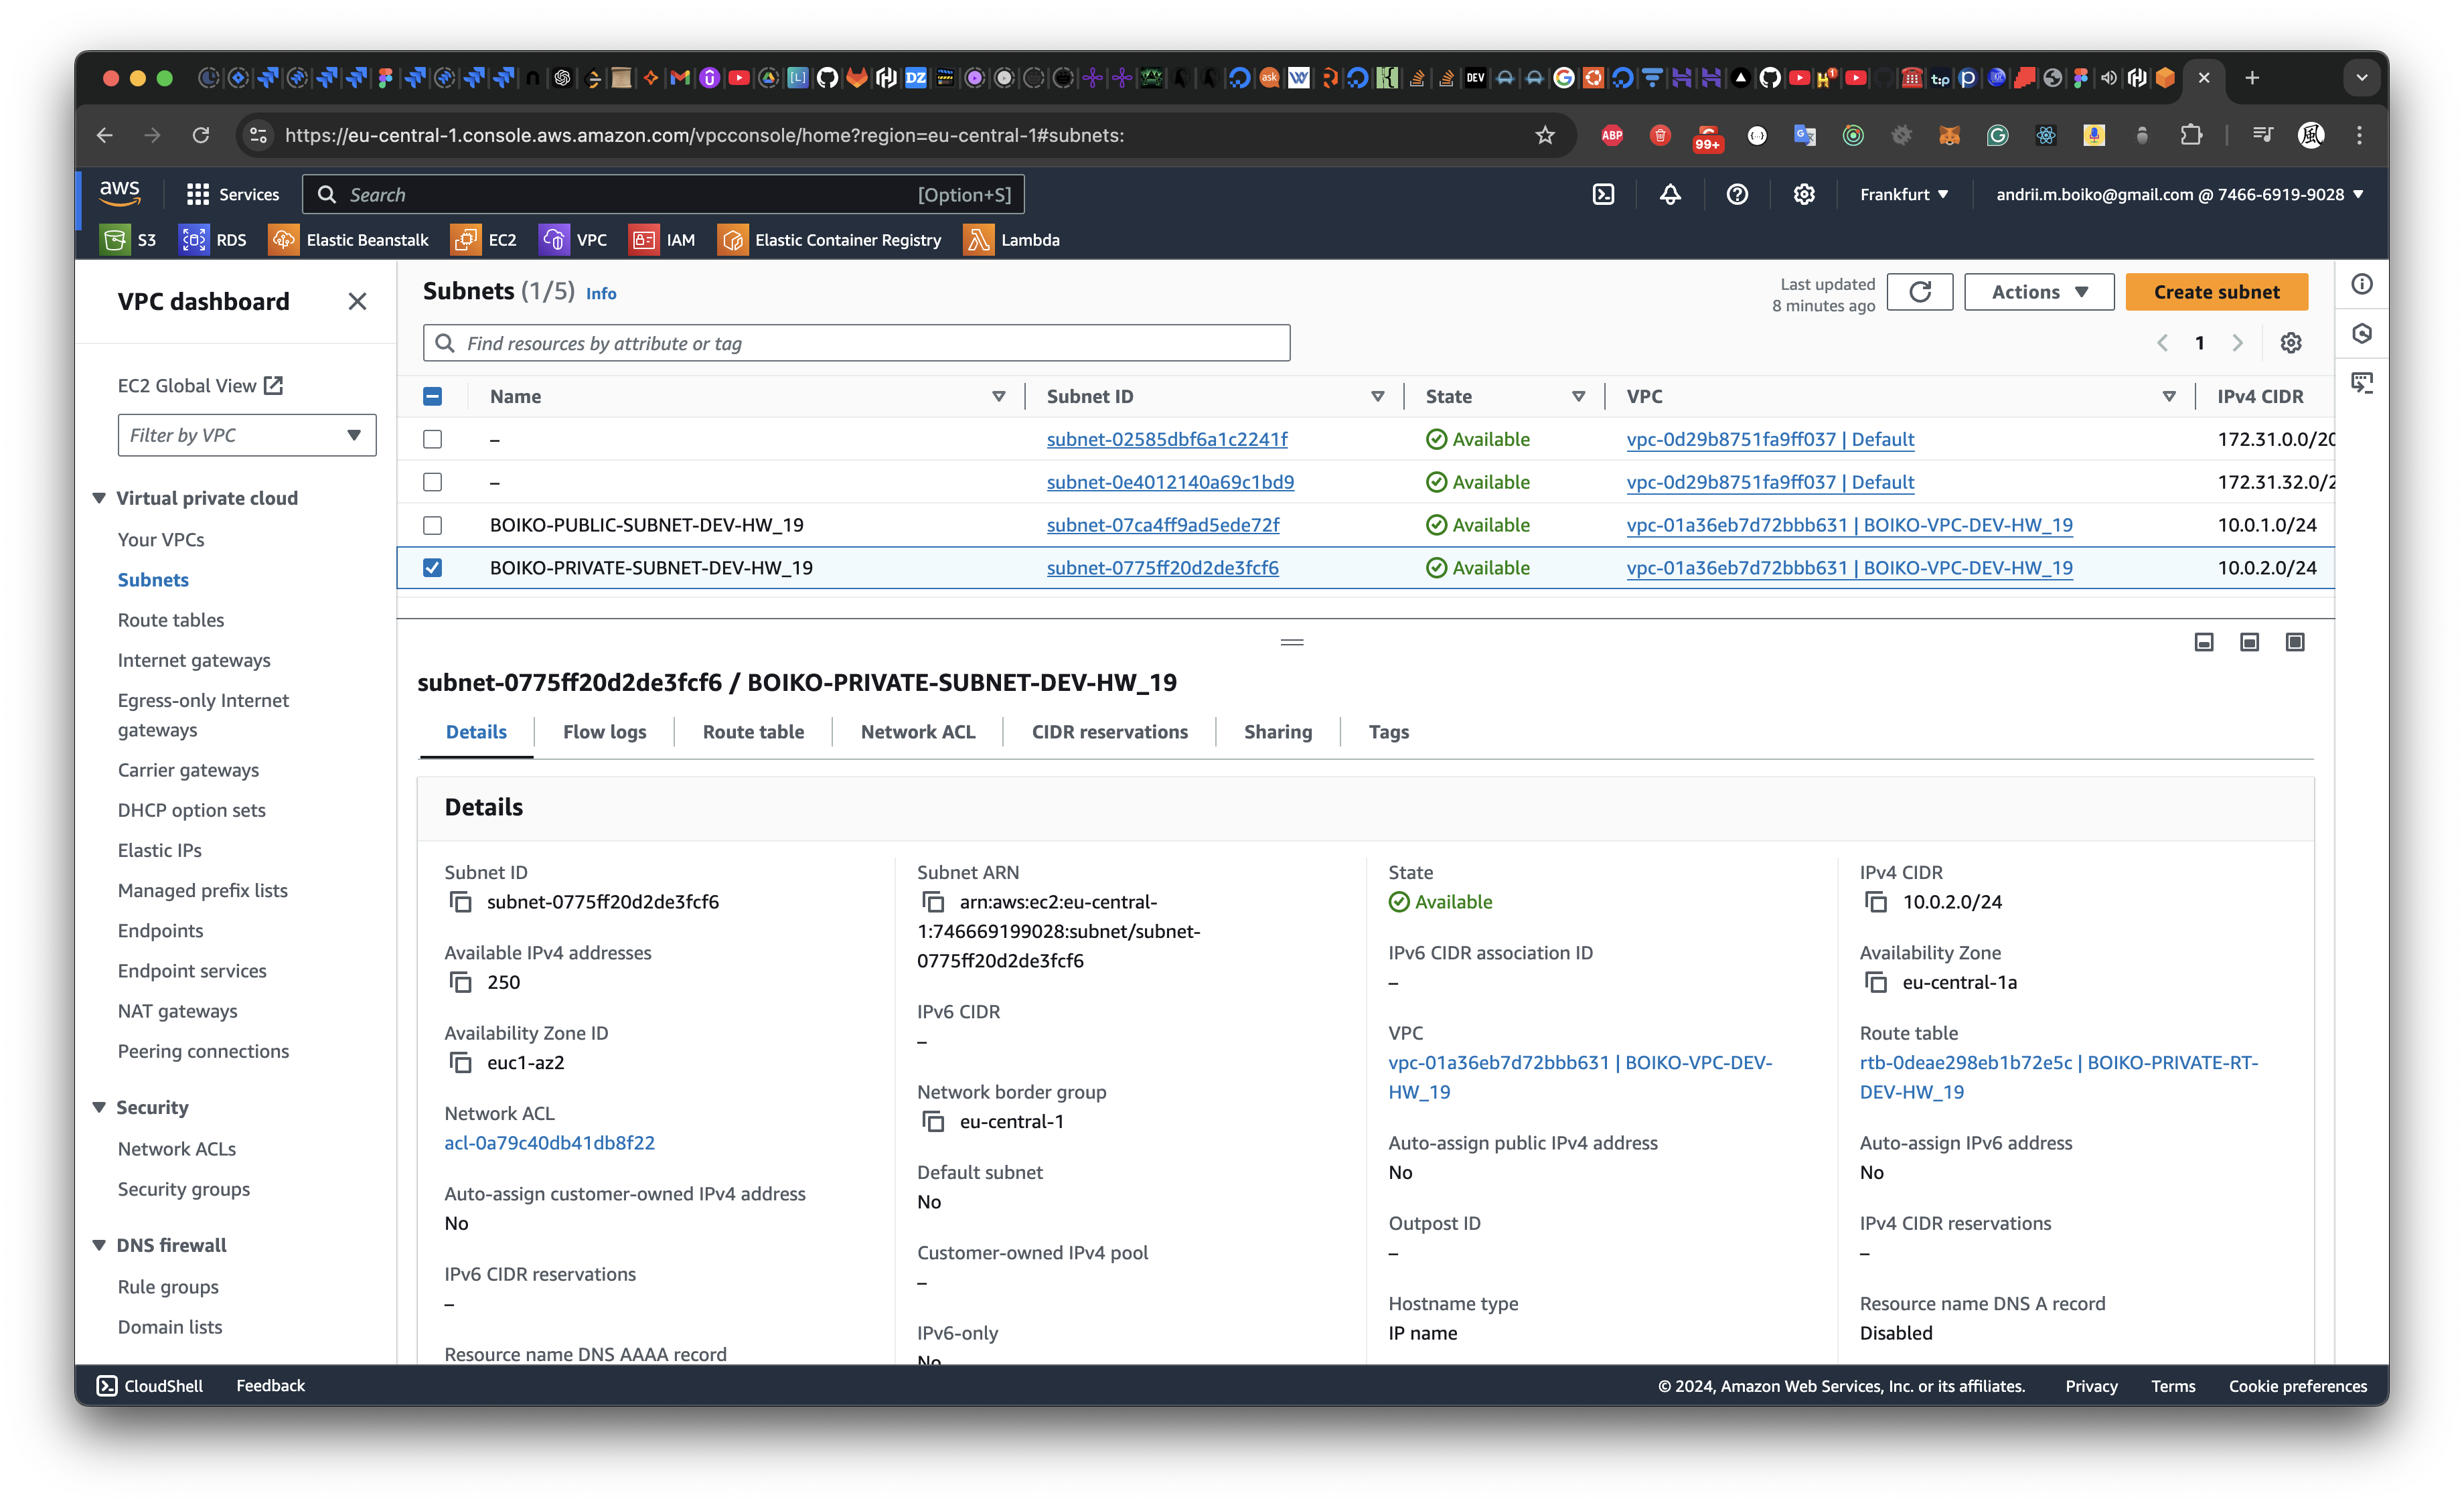 https://eu-central-1.console.aws.amazon.com/vpcconsole/home?region=eu-central-1#subnets:
ABP
99+
aws
Services
Search
[Option+S]
Frankfurt
andrii.m.boiko@gmail.com @ 7466-6919-9028
S3
RDS
Elastic Beanstalk
EC2
VPC
IAM
Elastic Container Registry
Lambda
VPC dashboard
EC2 Global View
Filter by VPC
Virtual private cloud
Your VPCs
Subnets
Route tables
Internet gateways
Egress-only Internet
gateways
Carrier gateways
DHCP option sets
Elastic IPs
Managed prefix lists
Endpoints
Endpoint services
NAT gateways
Peering connections
Security
Network ACLs
Security groups
DNS firewall
Rule groups
Domain lists
Subnets (1/5) Info
Last updated
8 minutes ago
Actions
Create subnet
Find resources by attribute or tag
1
Name Subnet ID State VPC IPv4 CIDR
– subnet-02585dbf6a1c2241f Available vpc-0d29b8751fa9ff037 | Default 172.31.0.0/20
– subnet-0e4012140a69c1bd9 Available vpc-0d29b8751fa9ff037 | Default 172.31.32.0/2
BOIKO-PUBLIC-SUBNET-DEV-HW_19 subnet-07ca4ff9ad5ede72f Available vpc-01a36eb7d72bbb631 | BOIKO-VPC-DEV-HW_19 10.0.1.0/24
BOIKO-PRIVATE-SUBNET-DEV-HW_19 subnet-0775ff20d2de3fcf6 Available vpc-01a36eb7d72bbb631 | BOIKO-VPC-DEV-HW_19 10.0.2.0/24
subnet-0775ff20d2de3fcf6 / BOIKO-PRIVATE-SUBNET-DEV-HW_19
Details Flow logs Route table Network ACL CIDR reservations Sharing Tags
Details
Subnet ID
subnet-0775ff20d2de3fcf6
Available IPv4 addresses
250
Availability Zone ID
euc1-az2
Network ACL
acl-0a79c40db41db8f22
Auto-assign customer-owned IPv4 address
No
IPv6 CIDR reservations
–
Resource name DNS AAAA record
Subnet ARN
arn:aws:ec2:eu-central-
1:746669199028:subnet/subnet-
0775ff20d2de3fcf6
IPv6 CIDR
–
Network border group
eu-central-1
Default subnet
No
Customer-owned IPv4 pool
–
IPv6-only
No
State
Available
IPv6 CIDR association ID
–
VPC
vpc-01a36eb7d72bbb631 | BOIKO-VPC-DEV-
HW_19
Auto-assign public IPv4 address
No
Outpost ID
–
Hostname type
IP name
IPv4 CIDR
10.0.2.0/24
Availability Zone
eu-central-1a
Route table
rtb-0deae298eb1b72e5c | BOIKO-PRIVATE-RT-
DEV-HW_19
Auto-assign IPv6 address
No
IPv4 CIDR reservations
–
Resource name DNS A record
Disabled
CloudShell
Feedback
© 2024, Amazon Web Services, Inc. or its affiliates.
Privacy
Terms
Cookie preferences